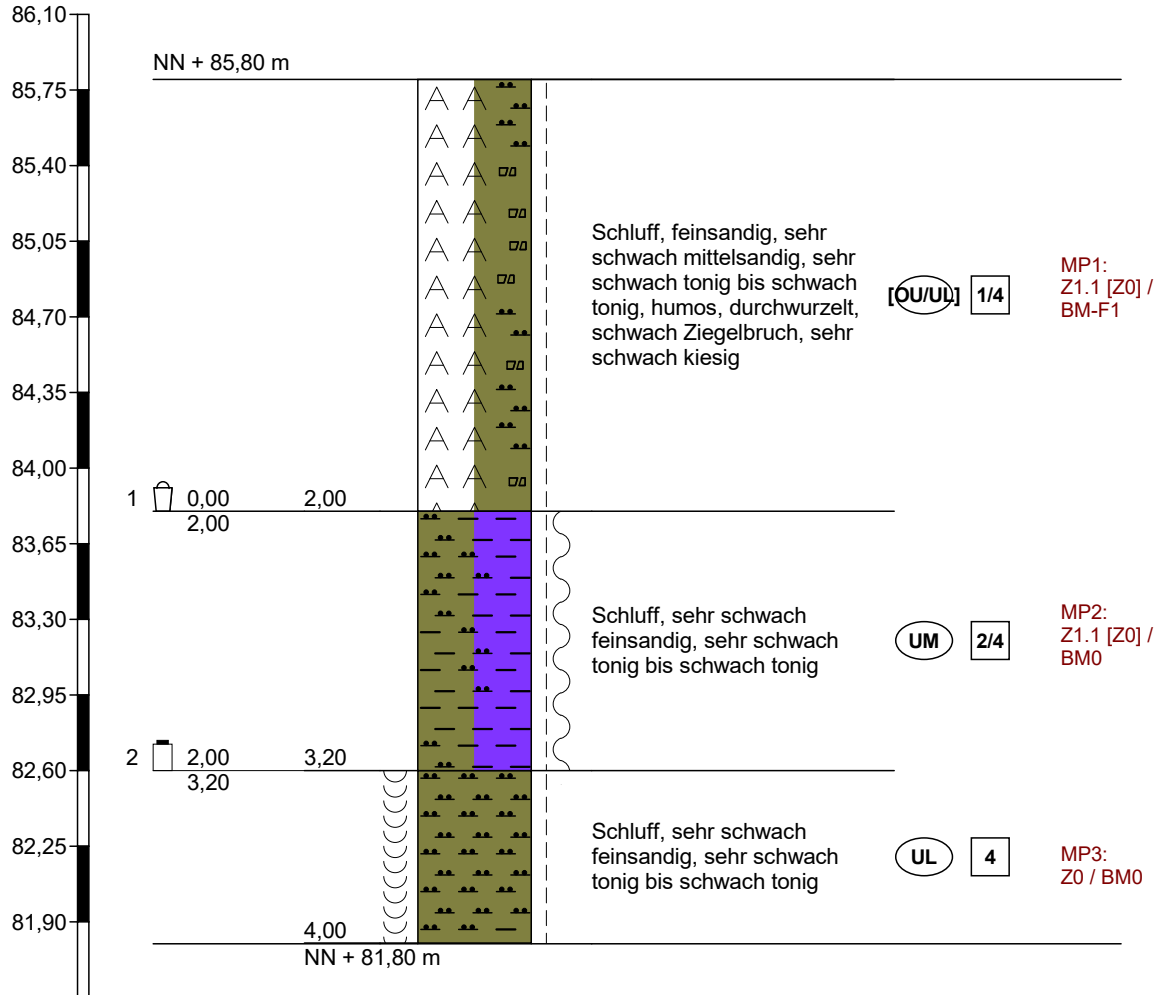 86,10
NN + 85,80 m
85,75
85,40
85,05
84,70
84,35
84,00
83,65
83,30
82,95
82,60
82,25
81,90
Schluff, feinsandig, sehr
schwach mittelsandig, sehr
schwach tonig bis schwach
tonig, humos, durchwurzelt,
schwach Ziegelbruch, sehr
schwach kiesig
[OU/UL]
1/4
MP1:
Z1.1 [Z0] /
BM-F1
1 0,00 2,00
2,00
Schluff, sehr schwach
feinsandig, sehr schwach
tonig bis schwach tonig
UM
2/4
MP2:
Z1.1 [Z0] /
BM0
2 2,00 3,20
3,20
Schluff, sehr schwach
feinsandig, sehr schwach
tonig bis schwach tonig
UL
4
MP3:
Z0 / BM0
4,00
NN + 81,80 m